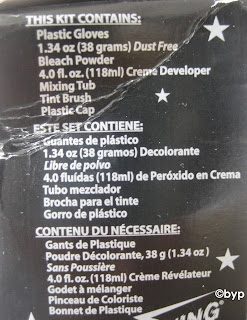 THIS KIT CONTAINS:
Plastic Gloves
1.34 oz (38 grams) Dust Free
Bleach Powder
4.0 fl oz. (118ml) Creme Developer
Mixing Tub
Tint Brush
Plastic Cap
ESTE SET CONTIENE:
Guantes de plástico
1.34 oz (38 gramos) Decolorante
Libre de polvo
4.0 fluídas (118ml) de Peróxido en Crema
Tubo mezclador
Brocha para el tinte
Gorro de plástico
CONTENU DU NÉCESSAIRE:
Gants de Plastique
Poudre Décolorante, 38 g (1.34 oz )
Sans Poussière
4.0 fl oz. (118ml) Crème Révélateur
Godet à mélanger
Pinceau de Coloriste
Bonnet de Plastique
©byp